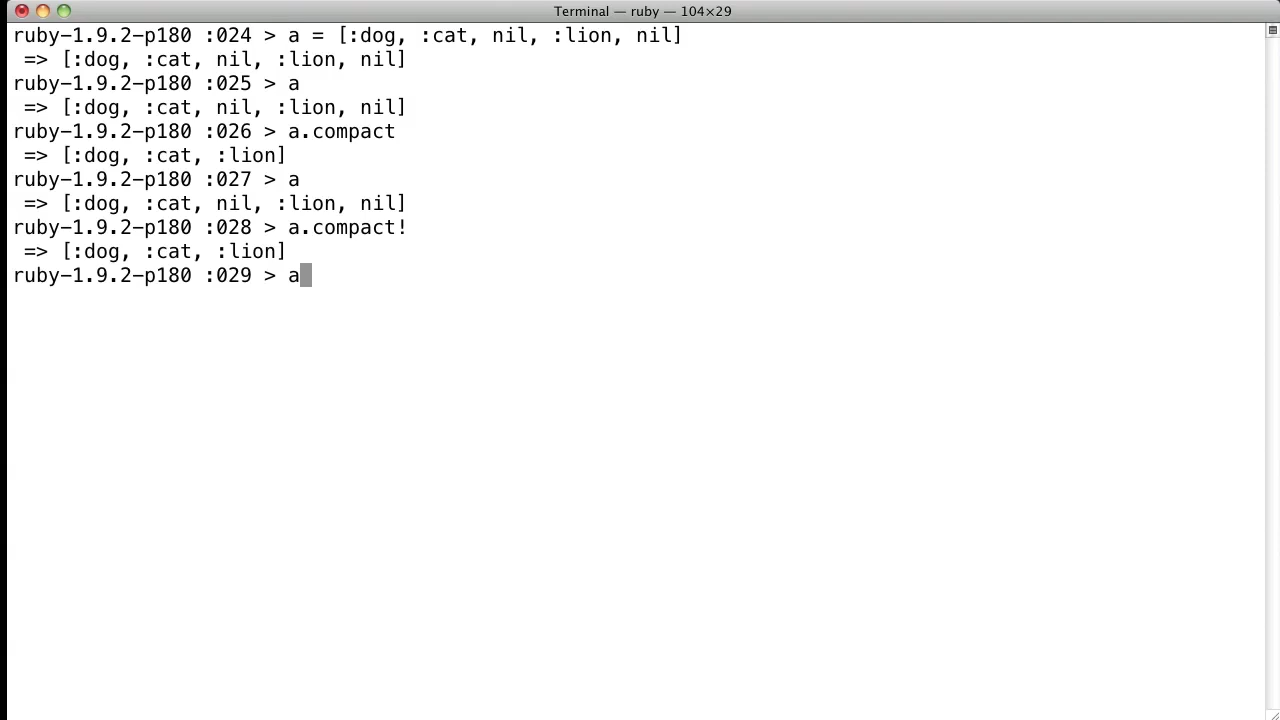 Terminal — ruby — 104×29
ruby-1.9.2-p180 :024 > a = [:dog, :cat, nil, :lion, nil]
 => [:dog, :cat, nil, :lion, nil]
ruby-1.9.2-p180 :025 > a
 => [:dog, :cat, nil, :lion, nil]
ruby-1.9.2-p180 :026 > a.compact
 => [:dog, :cat, :lion]
ruby-1.9.2-p180 :027 > a
 => [:dog, :cat, nil, :lion, nil]
ruby-1.9.2-p180 :028 > a.compact!
 => [:dog, :cat, :lion]
ruby-1.9.2-p180 :029 > a